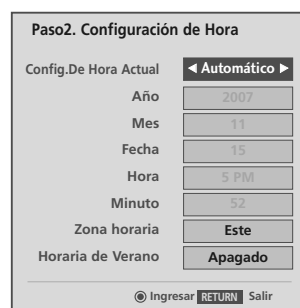 Paso2. Configuración de Hora
Config.De Hora Actual ◀ Automático ▶
Año 2007
Mes 11
Fecha 15
Hora 5 PM
Minuto 52
Zona horaria Este
Horaria de Verano Apagado
Ingresar RETURN Salir